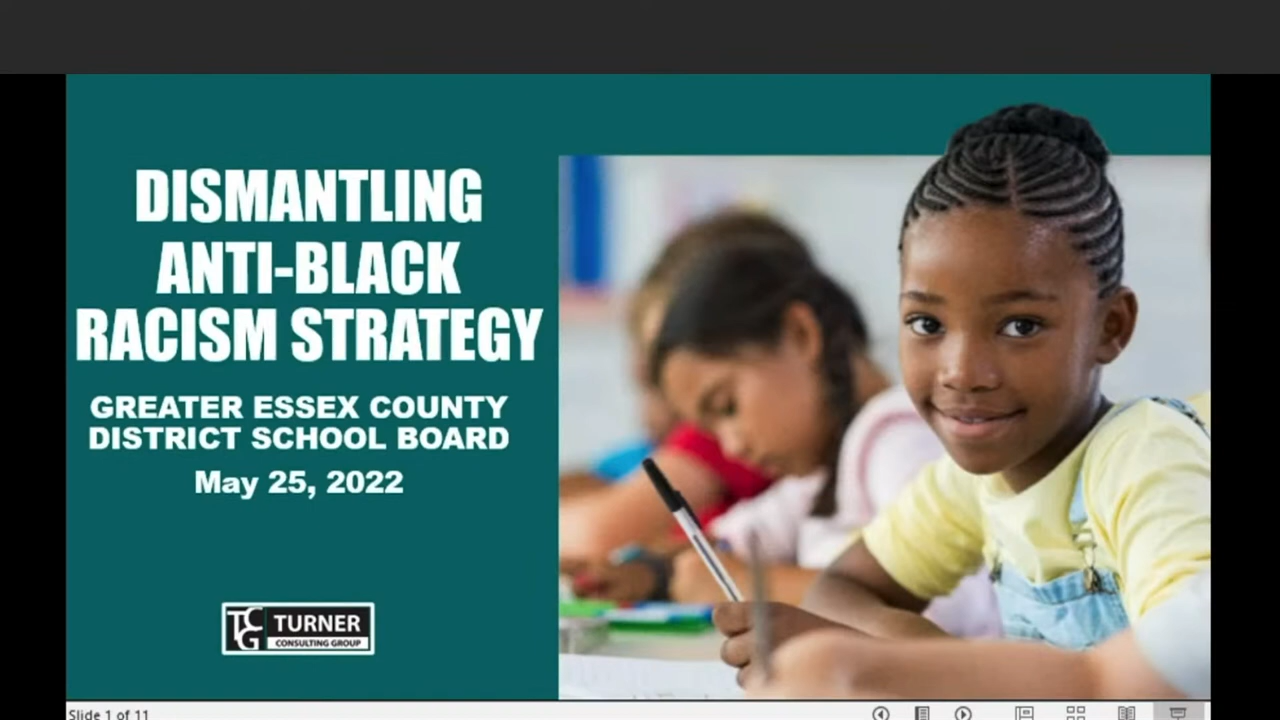 DISMANTLING
ANTI-BLACK
RACISM STRATEGY
GREATER ESSEX COUNTY
DISTRICT SCHOOL BOARD
May 25, 2022
TCG TURNER
CONSULTING GROUP
Slide 1 of 11